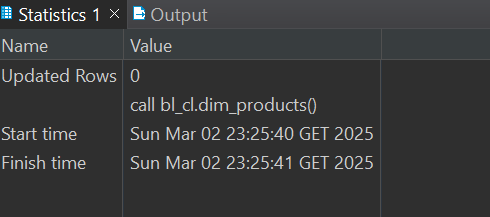 Statistics 1 Output
Name Value
Updated Rows 0
call bl_cl.dim_products()
Start time Sun Mar 02 23:25:40 GET 2025
Finish time Sun Mar 02 23:25:41 GET 2025